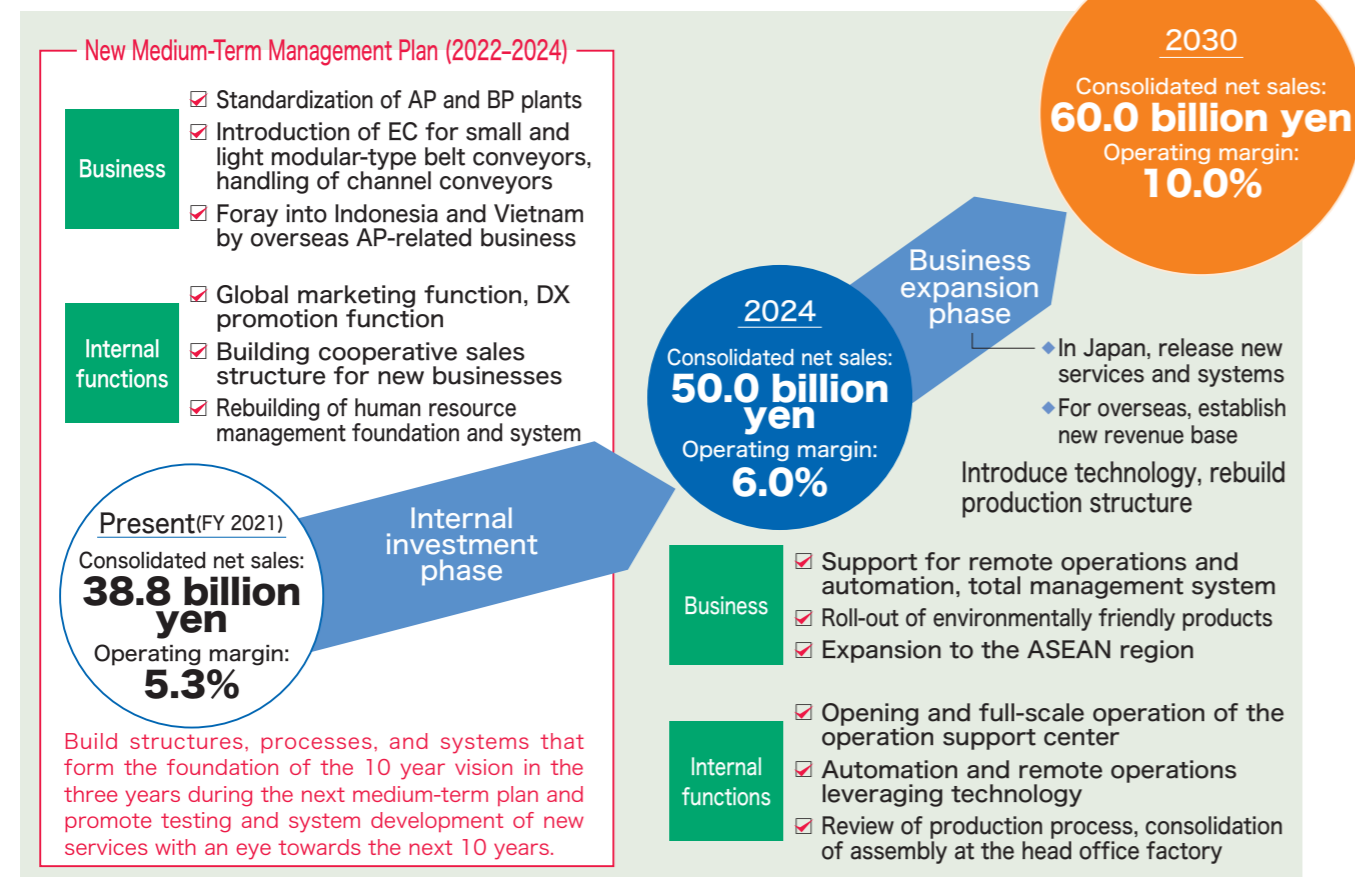 New Medium-Term Management Plan (2022–2024)
Business
Standardization of AP and BP plants
Introduction of EC for small and
light modular-type belt conveyors,
handling of channel conveyors
Foray into Indonesia and Vietnam
by overseas AP-related business
Internal
functions
Global marketing function, DX
promotion function
Building cooperative sales
structure for new businesses
Rebuilding of human resource
management foundation and system
Present(FY 2021)
Consolidated net sales:
38.8 billion
yen
Operating margin:
5.3%
Internal
investment
phase
Build structures, processes, and systems that
form the foundation of the 10 year vision in the
three years during the next medium-term plan and
promote testing and system development of new
services with an eye towards the next 10 years.
2024
Consolidated net sales:
50.0 billion
yen
Operating margin:
6.0%
Business
expansion
phase
◆In Japan, release new
services and systems
◆For overseas, establish
new revenue base
Introduce technology, rebuild
production structure
2030
Consolidated net sales:
60.0 billion yen
Operating margin:
10.0%
Business
Support for remote operations and
automation, total management system
Roll-out of environmentally friendly products
Expansion to the ASEAN region
Internal
functions
Opening and full-scale operation of the
operation support center
Automation and remote operations
leveraging technology
Review of production process, consolidation
of assembly at the head office factory